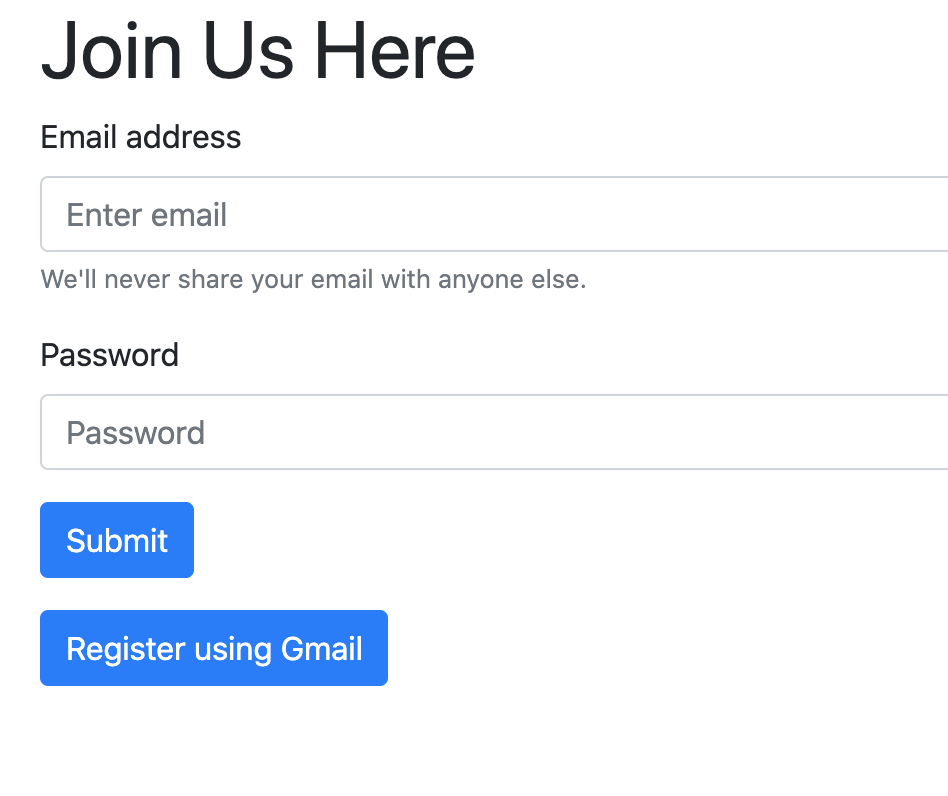 Join Us Here
Email address
Enter email
We'll never share your email with anyone else.
Password
Password
Submit
Register using Gmail